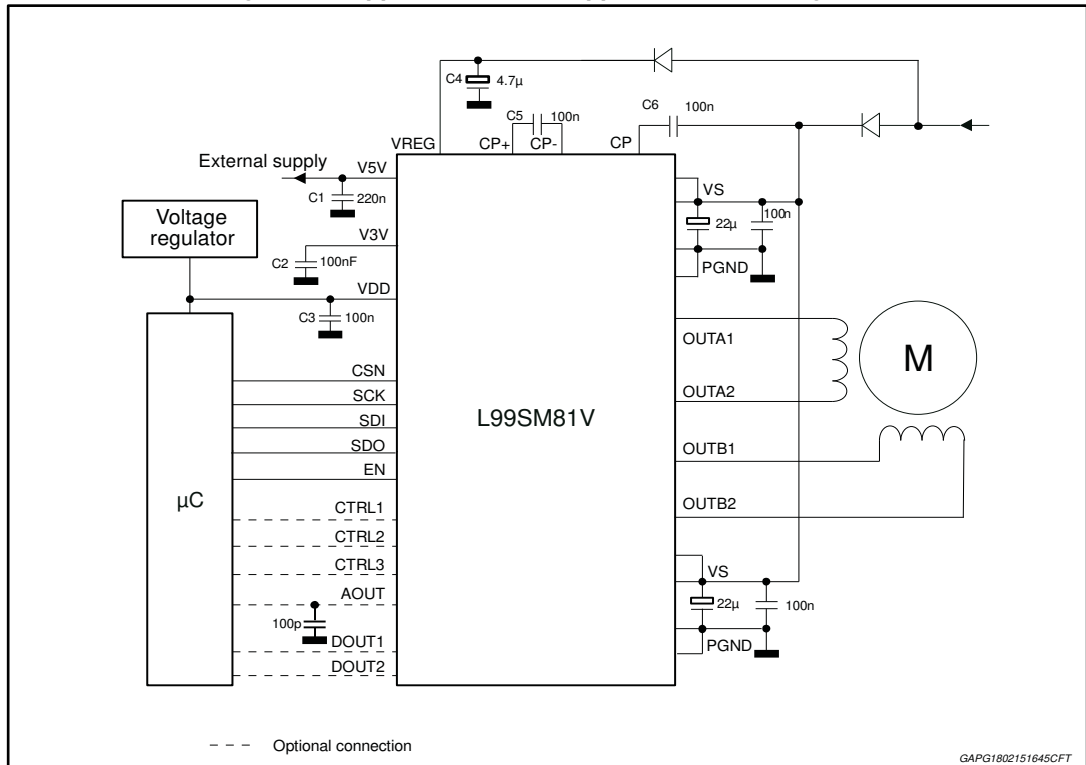 C4
4.7µ
C5
100n
C6
100n
VREG
CP+
CP-
CP
External supply
V5V
C1
220n
VS
22µ
100n
Voltage
regulator
V3V
C2
100nF
PGND
VDD
C3
100n
OUTA1
M
CSN
SCK
OUTA2
SDI
L99SM81V
SDO
OUTB1
EN
µC
CTRL1
OUTB2
CTRL2
CTRL3
VS
AOUT
22µ
100n
100p
DOUT1
PGND
DOUT2
Optional connection
GAPG1802151645CFT